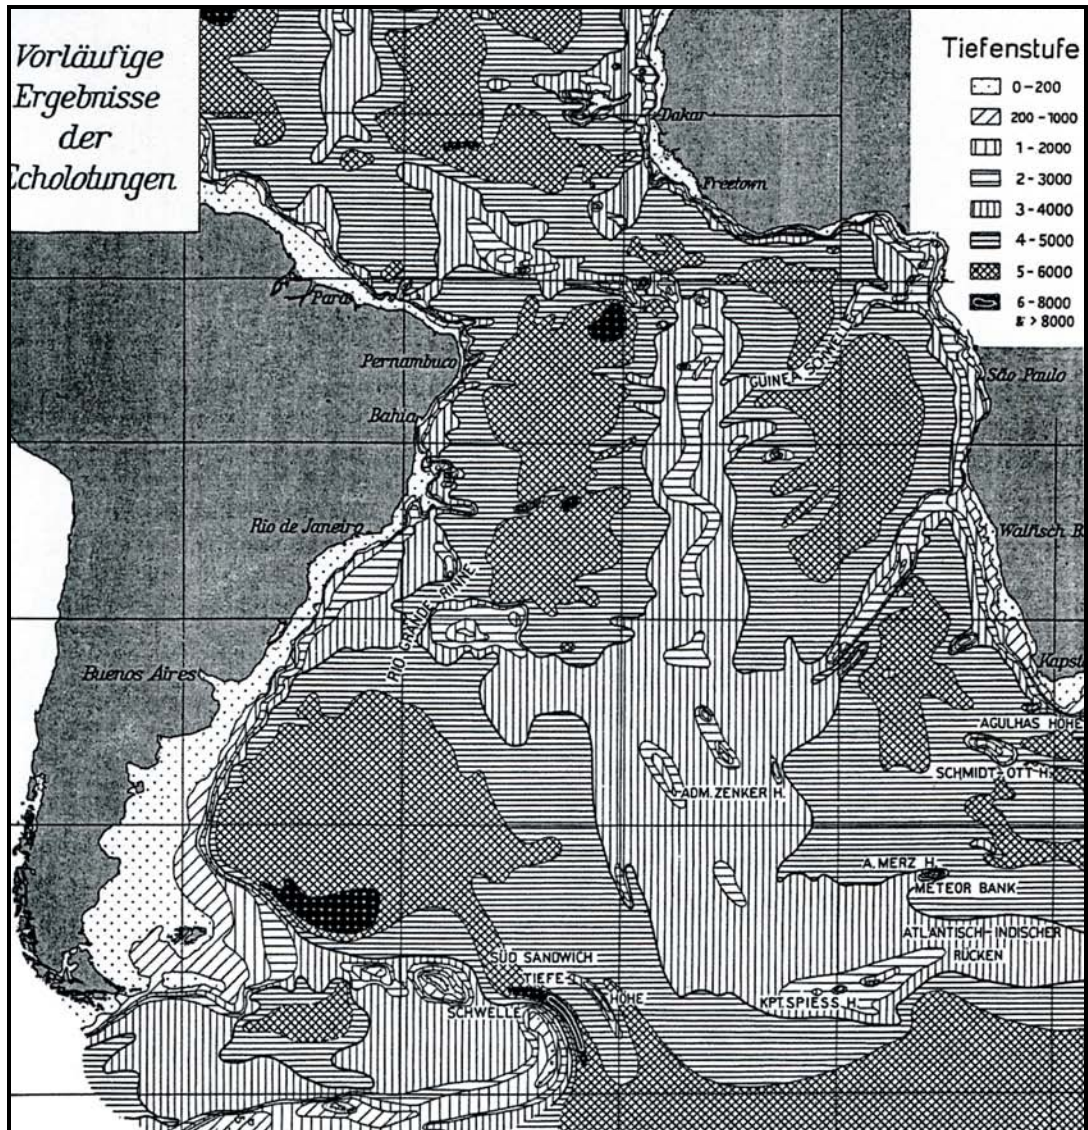 Vorläufige
Ergebnisse
der
Echolotungen
Tiefenstufe
0-200
200-1000
1-2000
2-3000
3-4000
4-5000
5-6000
6-8000
& > 8000
Dakar
Freetown
Pará
Pernambuco
GUINEA SCHWELLE
São Paulo
Bahia
Rio de Janeiro
Walfisch B
RIO GRANDE-RINNE
Buenos Aires
Kapst
AGULHAS HÖHE
SCHMIDT-OTT H.
ADM. ZENKER H.
A. MERZ H.
METEOR BANK
ATLANTISCH-INDISCHER
RÜCKEN
SÜD SANDWICH
TIEFE
HÖHE
KPT. SPIESS H.
SCHWELLE